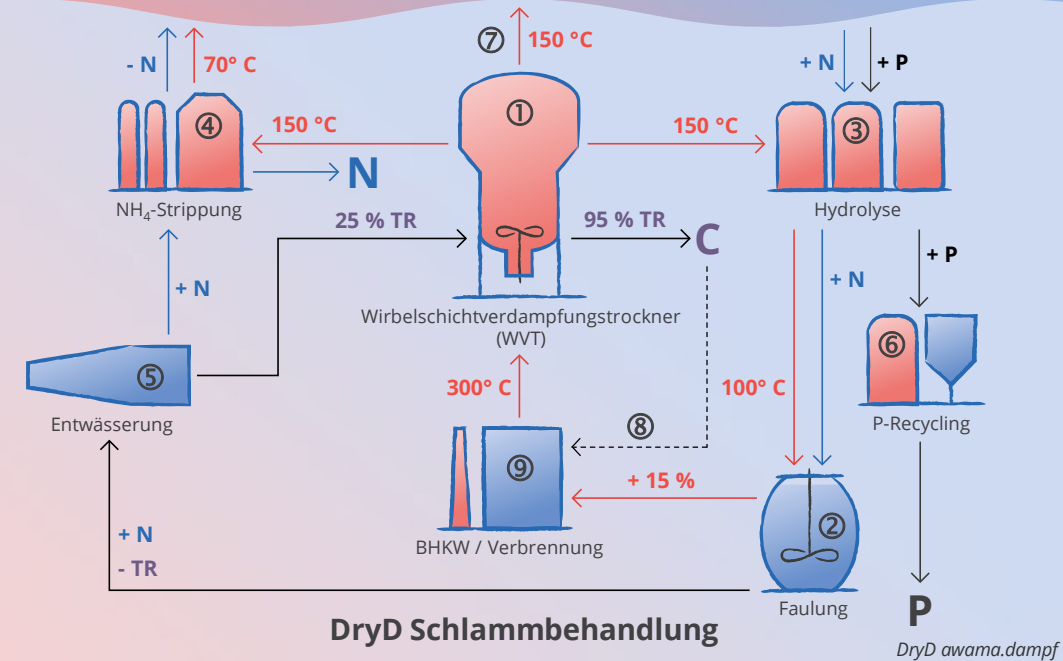 ⑦ 150 °C
- N 70° C
+ N + P
①
④
③
150 °C
150 °C
N
NH₄-Strippung
Hydrolyse
25 % TR
95 % TR
C
+ N
+ N
+ P
Wirbelschichtverdampfungstrockner
(WVT)
⑤
⑥
300° C
100° C
Entwässerung
P-Recycling
⑧
⑨
+ 15 %
②
BHKW / Verbrennung
+ N
- TR
Faulung
P
DryD Schlammbehandlung
DryD awama.dampf